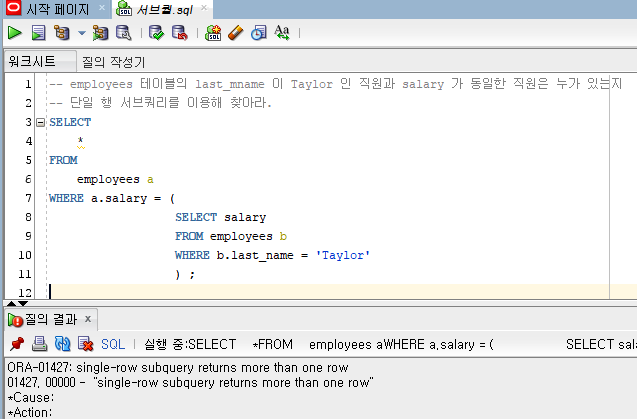 시작 페이지 서브쿼리.sql
워크시트 질의 작성기
1 -- employees 테이블의 last_mname 이 Taylor 인 직원과 salary 가 동일한 직원은 누가 있는지
2 -- 단일 행 서브쿼리를 이용해 찾아라.
3 SELECT
4 *
5 FROM
6 employees a
7 WHERE a.salary = (
8 SELECT salary
9 FROM employees b
10 WHERE b.last_name = 'Taylor'
11 ) ;
12
질의 결과 x
SQL | 실행 중:SELECT *FROM employees aWHERE a.salary = ( SELECT sal
ORA-01427: single-row subquery returns more than one row
01427, 00000 - "single-row subquery returns more than one row"
*Cause:
*Action: